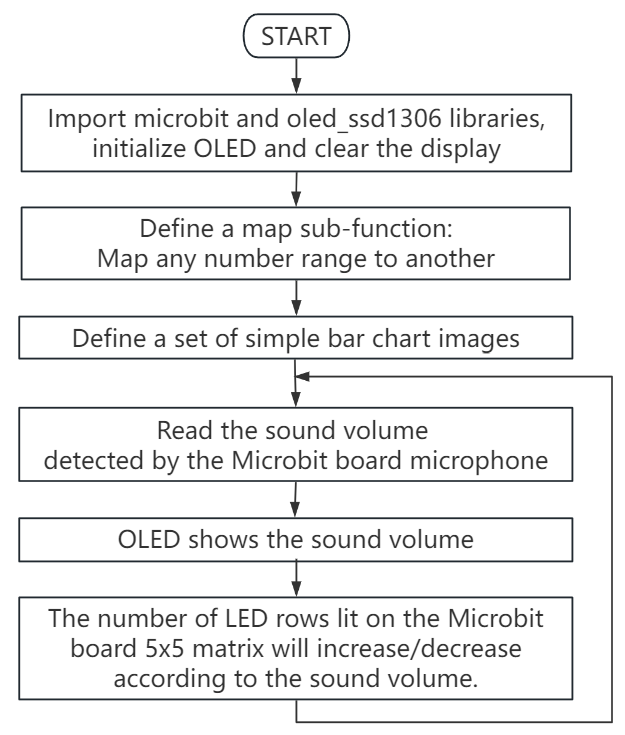 START
Import microbit and oled_ssd1306 libraries,
initialize OLED and clear the display
Define a map sub-function:
Map any number range to another
Define a set of simple bar chart images
Read the sound volume
detected by the Microbit board microphone
OLED shows the sound volume
The number of LED rows lit on the Microbit
board 5x5 matrix will increase/decrease
according to the sound volume.